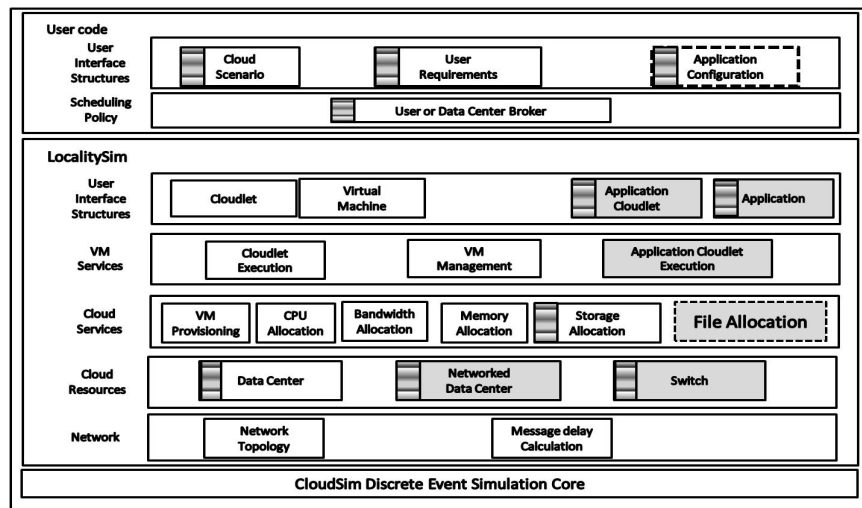 User code
User
Interface
Structures
Cloud
Scenario
User
Requirements
Application
Configuration
Scheduling
Policy
User or Data Center Broker
LocalitySim
User
Interface
Structures
Cloudlet
Virtual
Machine
Application
Cloudlet
Application
VM
Services
Cloudlet
Execution
VM
Management
Application Cloudlet
Execution
Cloud
Services
VM
Provisioning
CPU
Allocation
Bandwidth
Allocation
Memory
Allocation
Storage
Allocation
File Allocation
Cloud
Resources
Data Center
Networked
Data Center
Switch
Network
Network
Topology
Message delay
Calculation
CloudSim Discrete Event Simulation Core